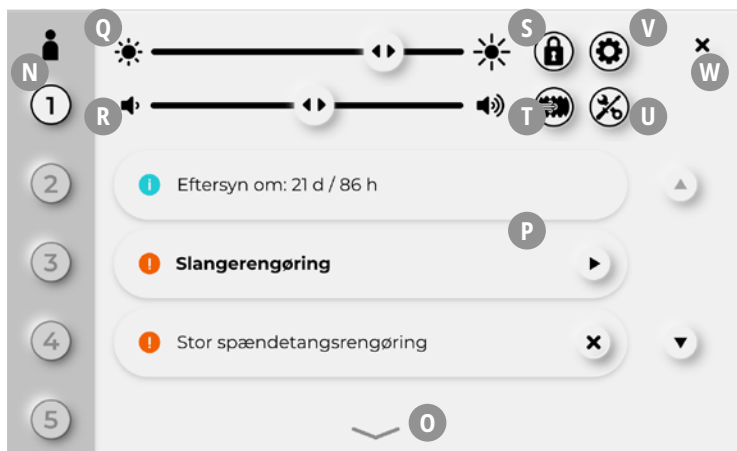 Q
S
V
N
W
1
R
T
U
2
Eftersyn om: 21 d / 86 h
P
3
Slangerengøring
4
Stor spændetangsrengøring
5
O